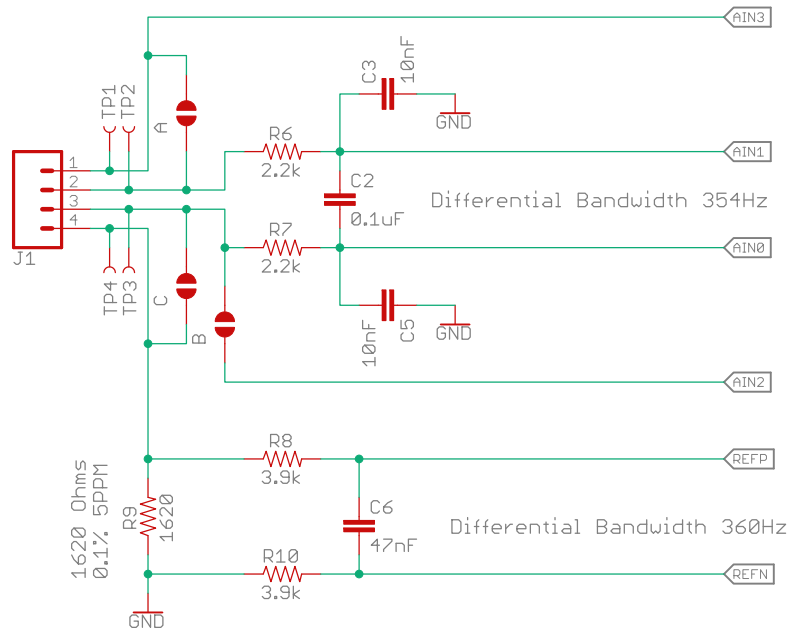 AIN3
C3
10nF
GND
TP1
TP2
A
R6
2.2k
AIN1
1
2
3
4
J1
C2
0.1uF
Differential Bandwidth 354Hz
R7
2.2k
AIN0
TP4
TP3
C
B
10nF
C5
GND
AIN2
R8
3.9k
REFP
1620 Ohms
0.1% 5PPM
R9
1620
C6
47nF
Differential Bandwidth 360Hz
R10
3.9k
REFN
GND